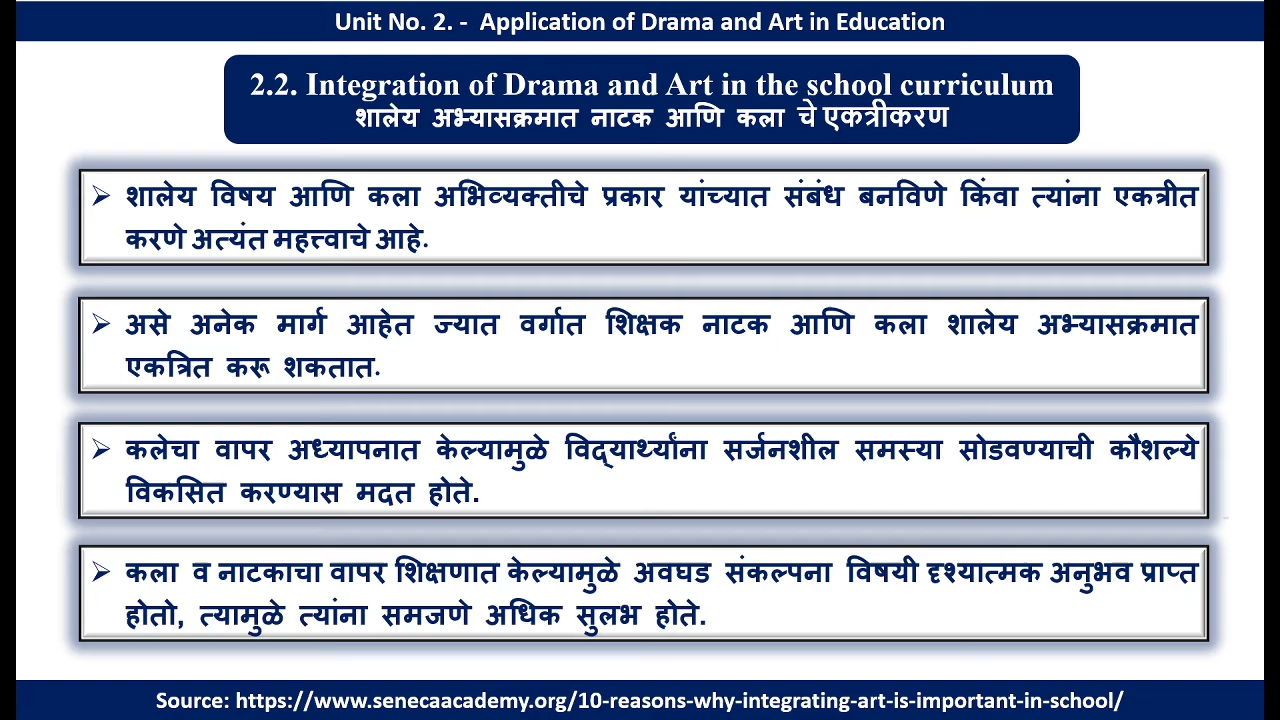 Unit No. 2. - Application of Drama and Art in Education
2.2. Integration of Drama and Art in the school curriculum
शालेय अभ्यासक्रमात नाटक आणि कला चे एकत्रीकरण
➢ शालेय विषय आणि कला अभिव्यक्तीचे प्रकार यांच्यात संबंध बनविणे किंवा त्यांना एकत्रीत
करणे अत्यंत महत्त्वाचे आहे.
➢ असे अनेक मार्ग आहेत ज्यात वर्गात शिक्षक नाटक आणि कला शालेय अभ्यासक्रमात
एकत्रित करू शकतात.
➢ कलेचा वापर अध्यापनात केल्यामुळे विद्यार्थ्यांना सर्जनशील समस्या सोडवण्याची कौशल्ये
विकसित करण्यास मदत होते.
➢ कला व नाटकाचा वापर शिक्षणात केल्यामुळे अवघड संकल्पना विषयी दृश्यात्मक अनुभव प्राप्त
होतो, त्यामुळे त्यांना समजणे अधिक सुलभ होते.
Source: https://www.senecaacademy.org/10-reasons-why-integrating-art-is-important-in-school/